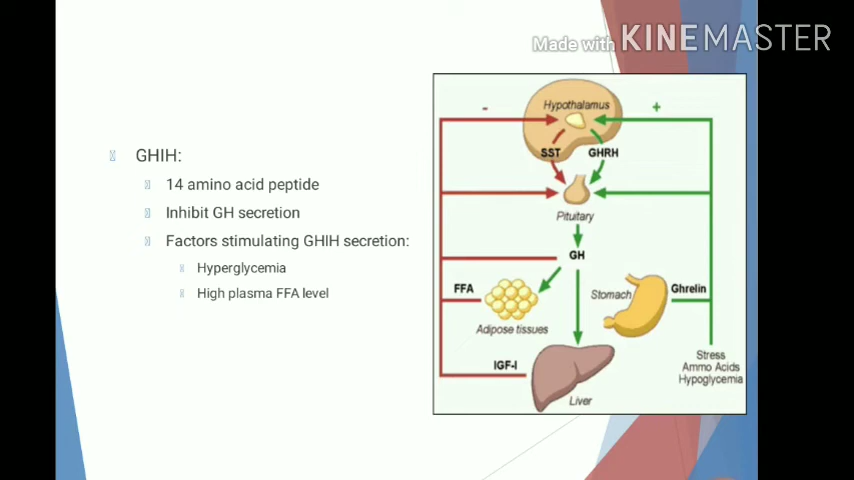 Made with KINEMASTER
GHIH:
14 amino acid peptide
Inhibit GH secretion
Factors stimulating GHIH secretion:
Hyperglycemia
High plasma FFA level
-
Hypothalamus
+
SST
GHRH
Pituitary
GH
FFA
Adipose tissues
Stomach
Ghrelin
Stress
Ammo Acids
Hypoglycemia
IGF-I
Liver